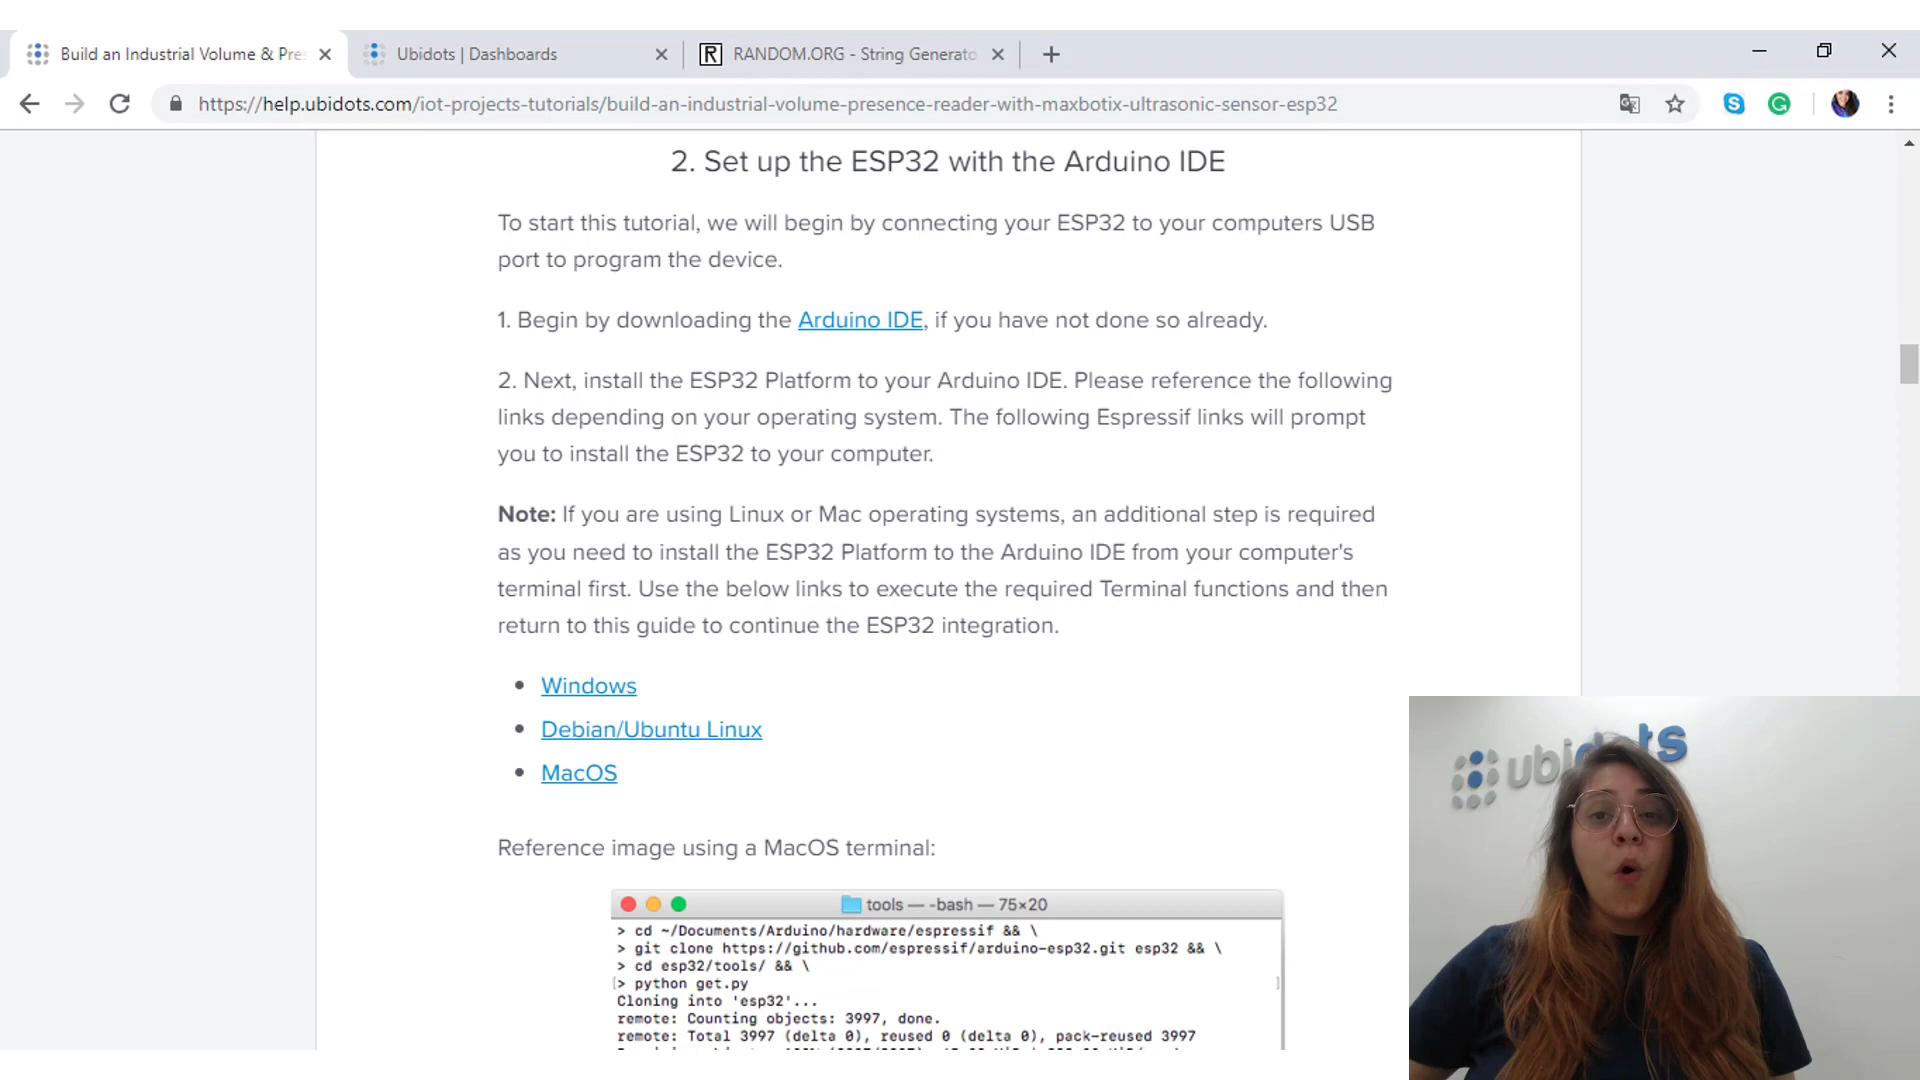 Build an Industrial Volume & Pre
Ubidots | Dashboards
RANDOM.ORG - String Generato
https://help.ubidots.com/iot-projects-tutorials/build-an-industrial-volume-presence-reader-with-maxbotix-ultrasonic-sensor-esp32
2. Set up the ESP32 with the Arduino IDE
To start this tutorial, we will begin by connecting your ESP32 to your computers USB
port to program the device.
1. Begin by downloading the Arduino IDE, if you have not done so already.
2. Next, install the ESP32 Platform to your Arduino IDE. Please reference the following
links depending on your operating system. The following Espressif links will prompt
you to install the ESP32 to your computer.
Note: If you are using Linux or Mac operating systems, an additional step is required
as you need to install the ESP32 Platform to the Arduino IDE from your computer's
terminal first. Use the below links to execute the required Terminal functions and then
return to this guide to continue the ESP32 integration.
• Windows
• Debian/Ubuntu Linux
• MacOS
Reference image using a MacOS terminal:
tools — -bash — 75×20
> cd ~/Documents/Arduino/hardware/espressif && \
> git clone https://github.com/espressif/arduino-esp32.git esp32 && \
> cd esp32/tools/ && \
> python get.py
Cloning into 'esp32'...
remote: Counting objects: 3997, done.
remote: Total 3997 (delta 0), reused 0 (delta 0), pack-reused 3997
ubidots